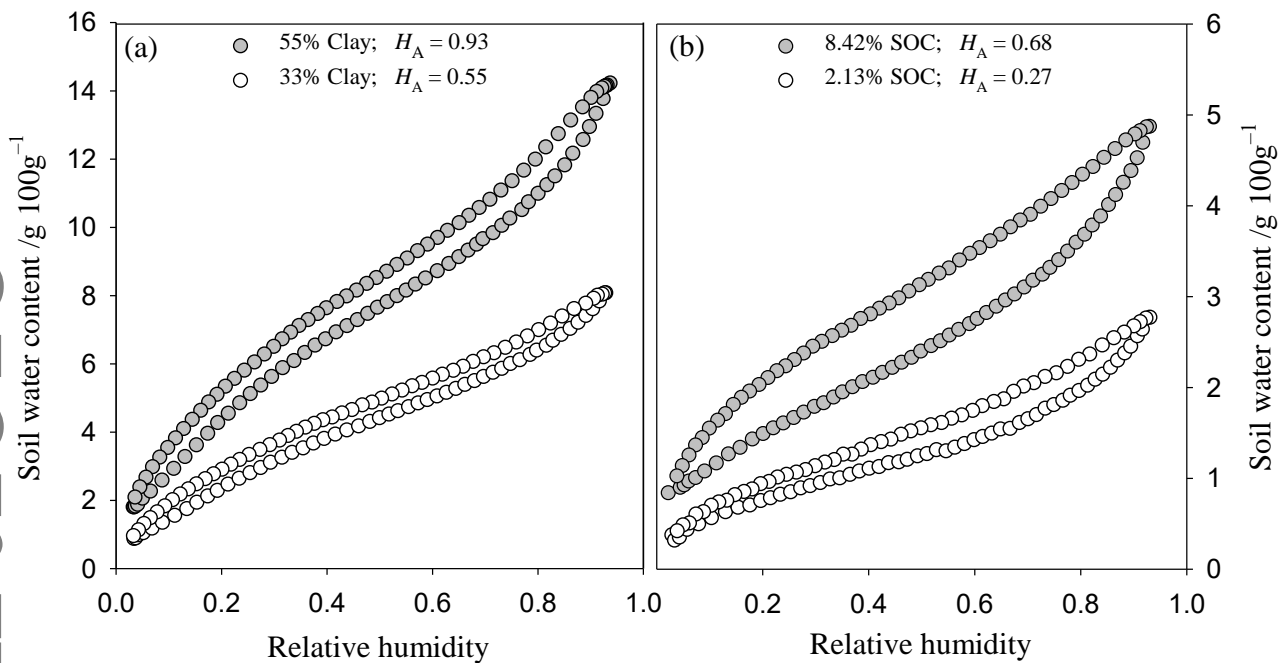 (a)
55% Clay; H_A = 0.93
33% Clay; H_A = 0.55
16
14
12
10
8
6
4
2
0
Soil water content /g 100g⁻¹
0.0 0.2 0.4 0.6 0.8 1.0
Relative humidity
(b)
8.42% SOC; H_A = 0.68
2.13% SOC; H_A = 0.27
6
5
4
3
2
1
0
Soil water content /g 100g⁻¹
0.2 0.4 0.6 0.8 1.0
Relative humidity